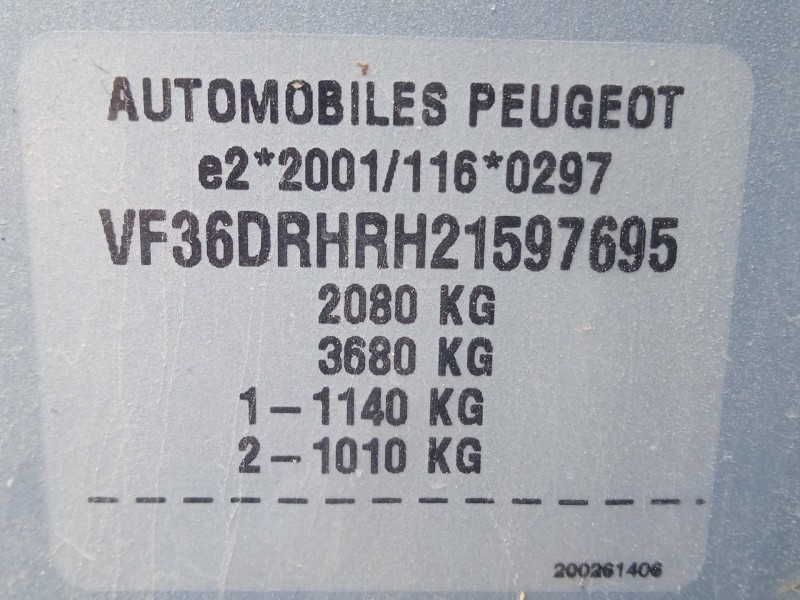 AUTOMOBILES PEUGEOT
e2*2001/116*0297
VF36DRHRH21597695
2080 KG
3680 KG
1-1140 KG
2-1010 KG
200261406